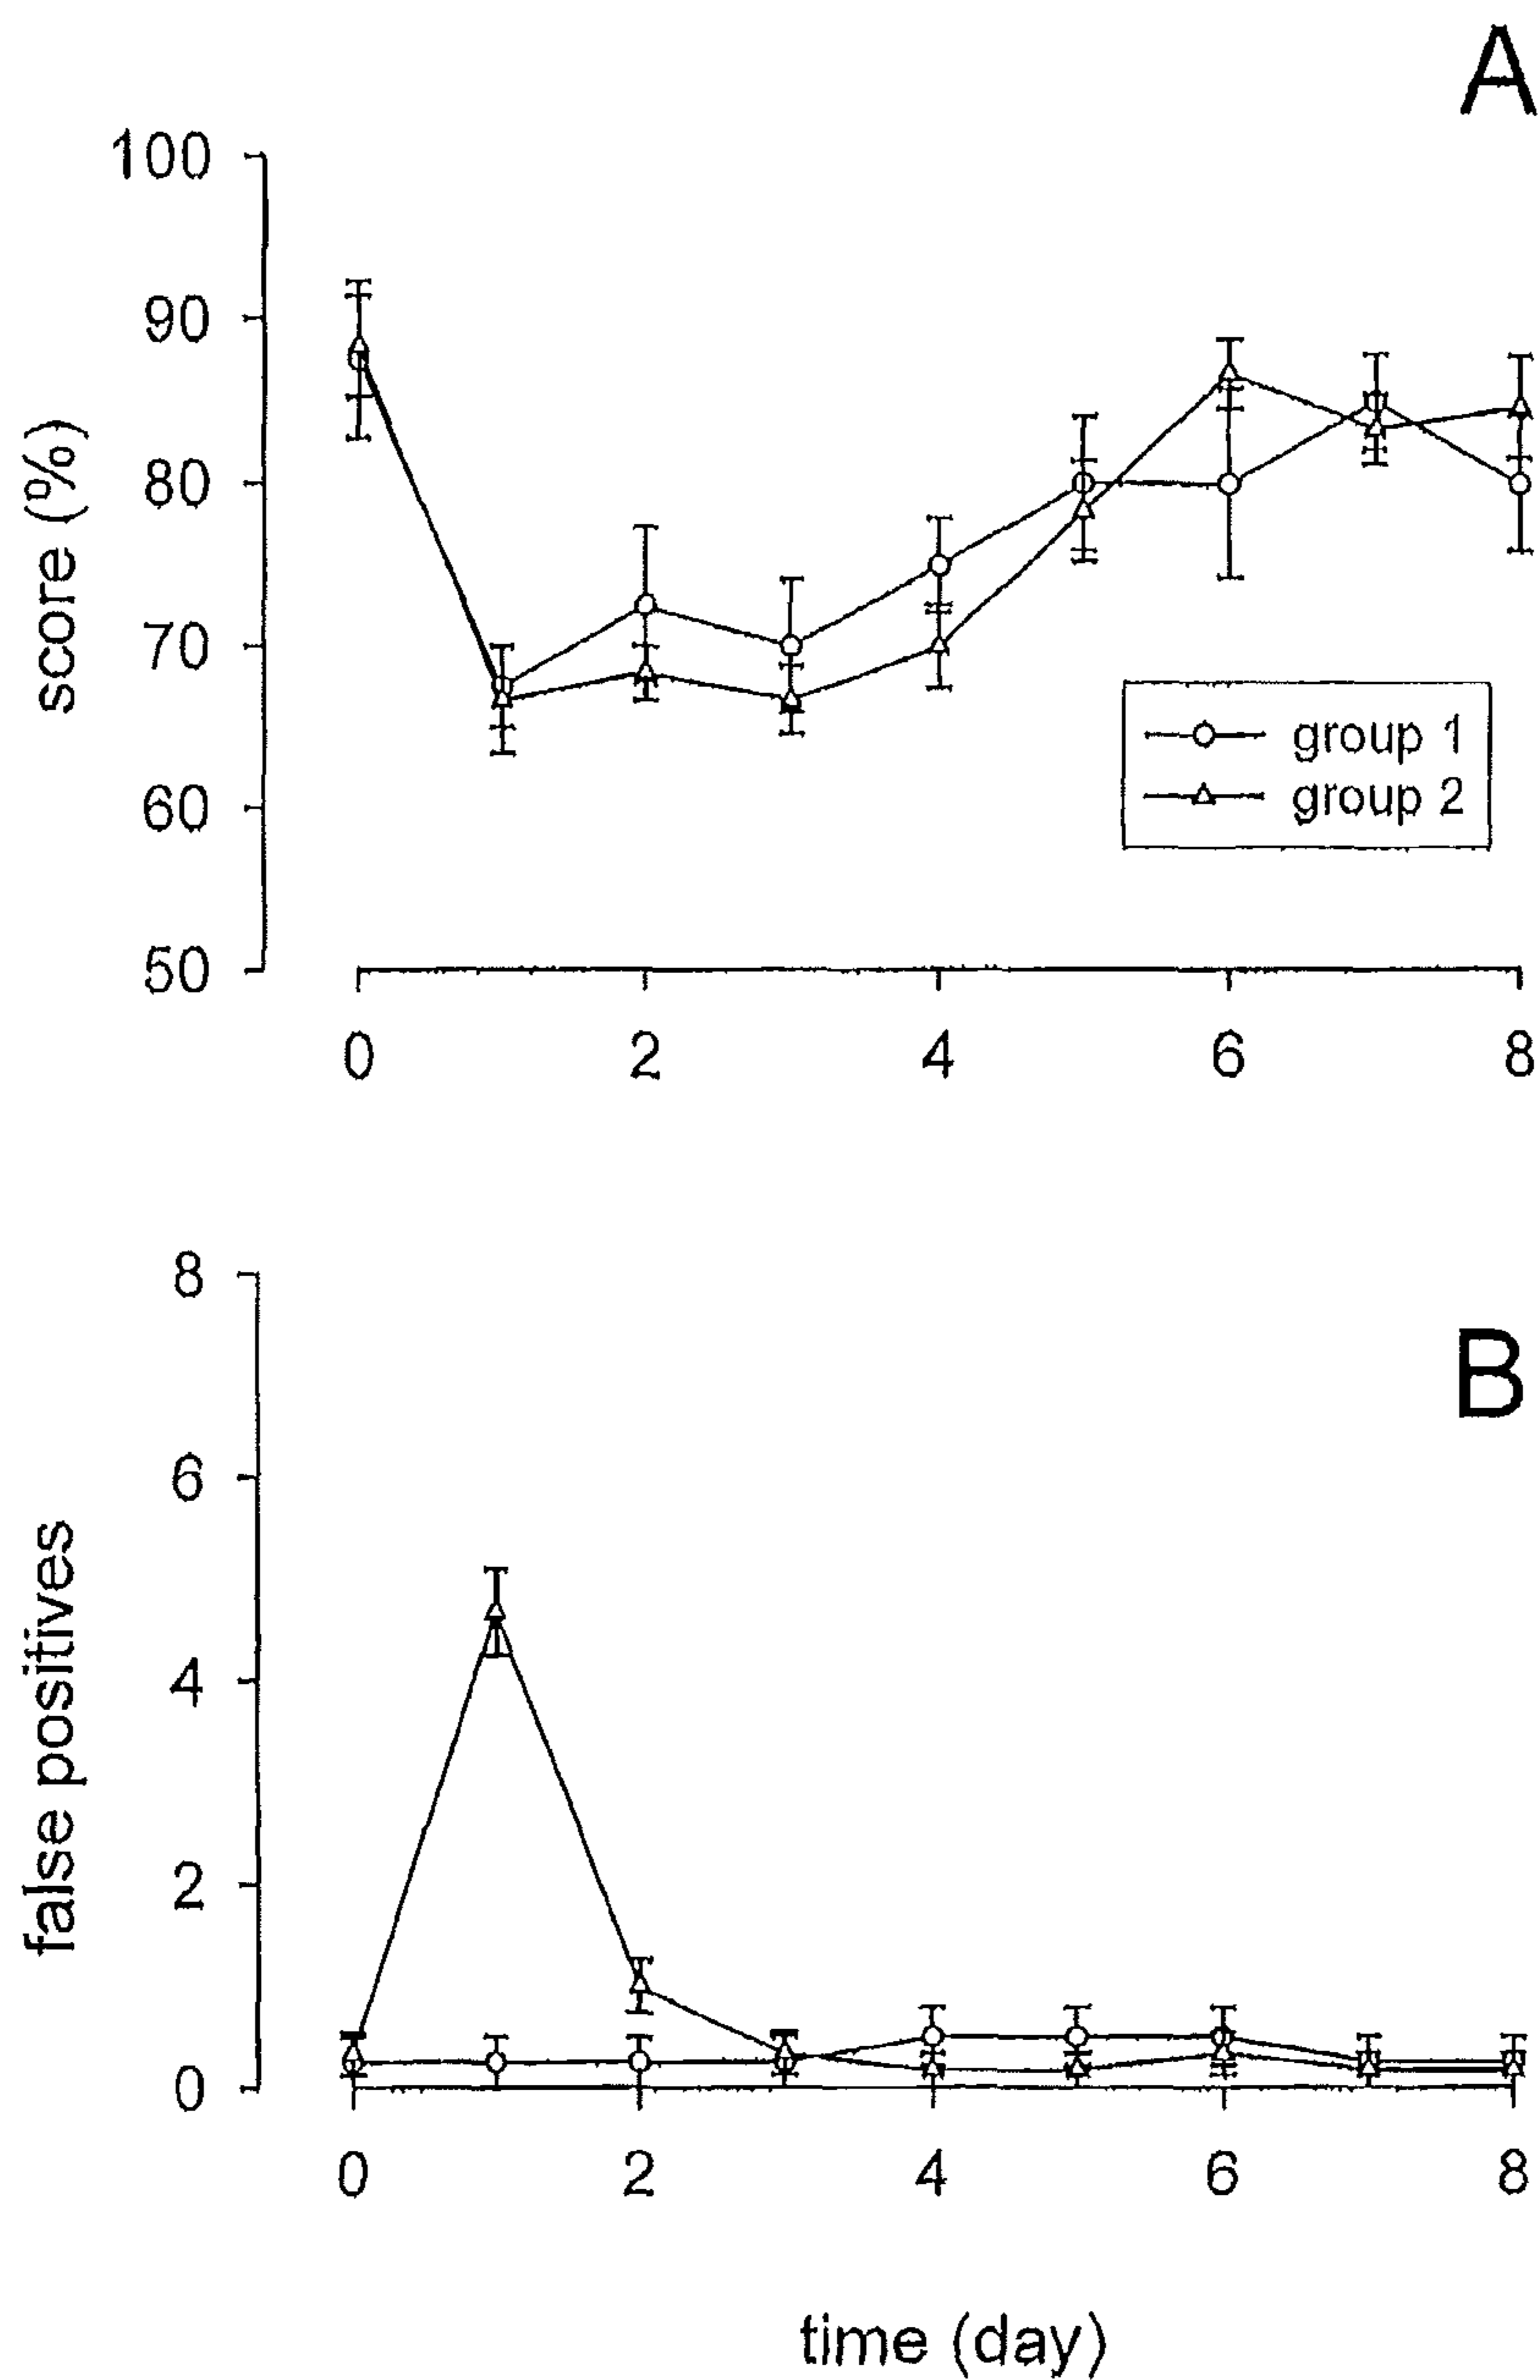 A
100
90
80
70
60
50
score (%)
group 1
group 2
0 2 4 6 8
B
8
6
4
2
0
false positives
0 2 4 6 8
time (day)